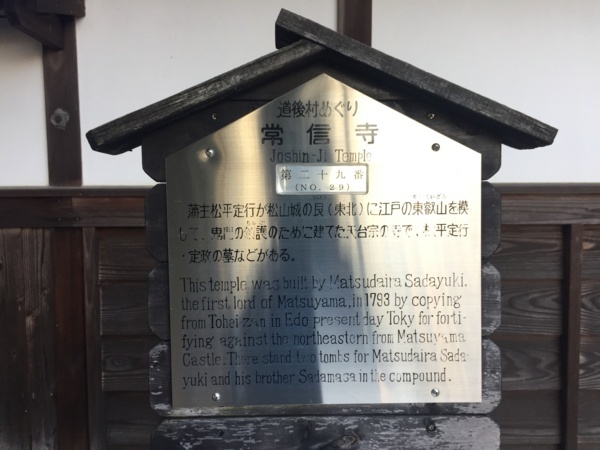 道後村めぐり
常信寺
Joshin-Ji Temple
第二十九番
(NO. 29)
藩主松平定行が松山城の艮(東北)に江戸の東叡山を模
して、鬼門の鎮護のために建てた天台宗の寺で、松平定行
・定政の墓などがある。
This temple was built by Matsudaira Sadayuki.
the first lord of Matsuyama, in 1793 by copying
from Tohei-zan in Edo-present day Toky for forti-
fying against the northeastern from Matsuyama
Castle. There stand two tombs for Matsudaira Sada-
yuki and his brother Sadamasa in the compound.